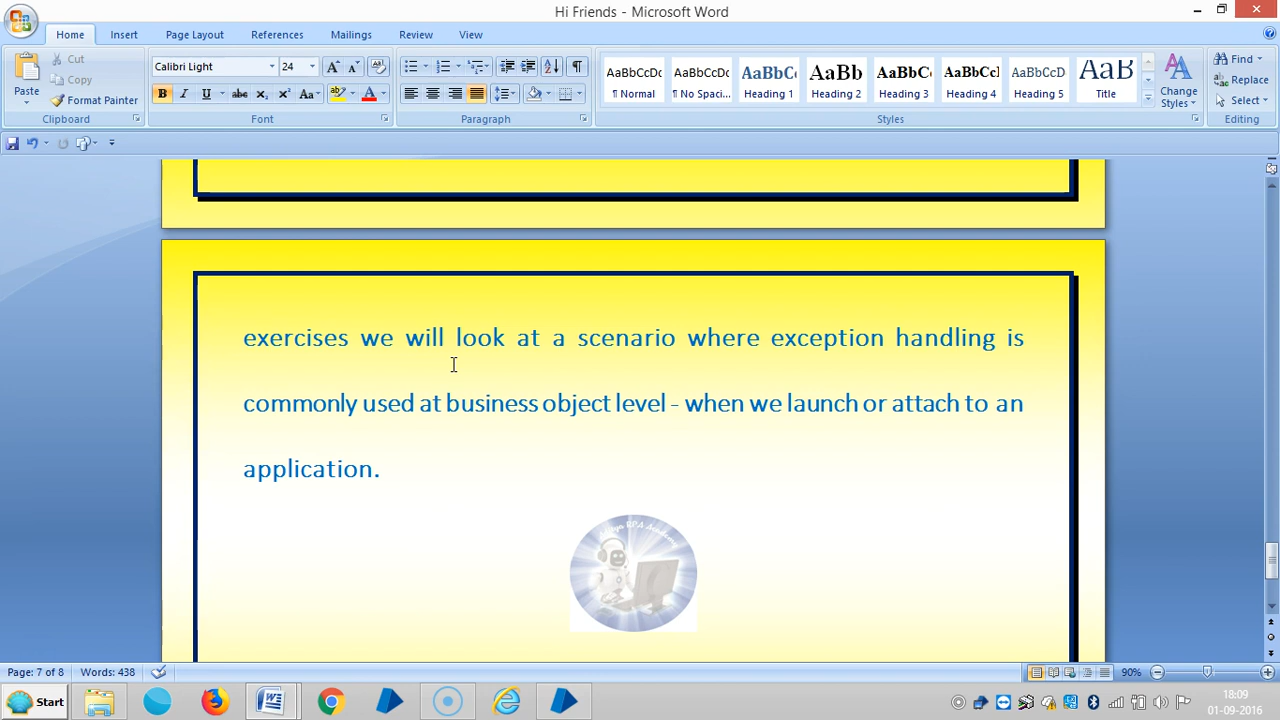 Hi Friends - Microsoft Word
Home Insert Page Layout References Mailings Review View
Paste
Cut
Copy
Format Painter
Clipboard
Calibri Light 24
Font
Paragraph
AaBbCcDc AaBbCcDc AaBbC AaBb AaBbC AaBbCcI AaBbCcD AaB
¶ Normal ¶ No Spaci... Heading 1 Heading 2 Heading 3 Heading 4 Heading 5 Title
Change Styles
Styles
Find
Replace
Select
Editing
exercises we will look at a scenario where exception handling is
commonly used at business object level - when we launch or attach to an
application.
Aditya RPA Academy
Page: 7 of 8 Words: 438 90%
Start
18:09
01-09-2016